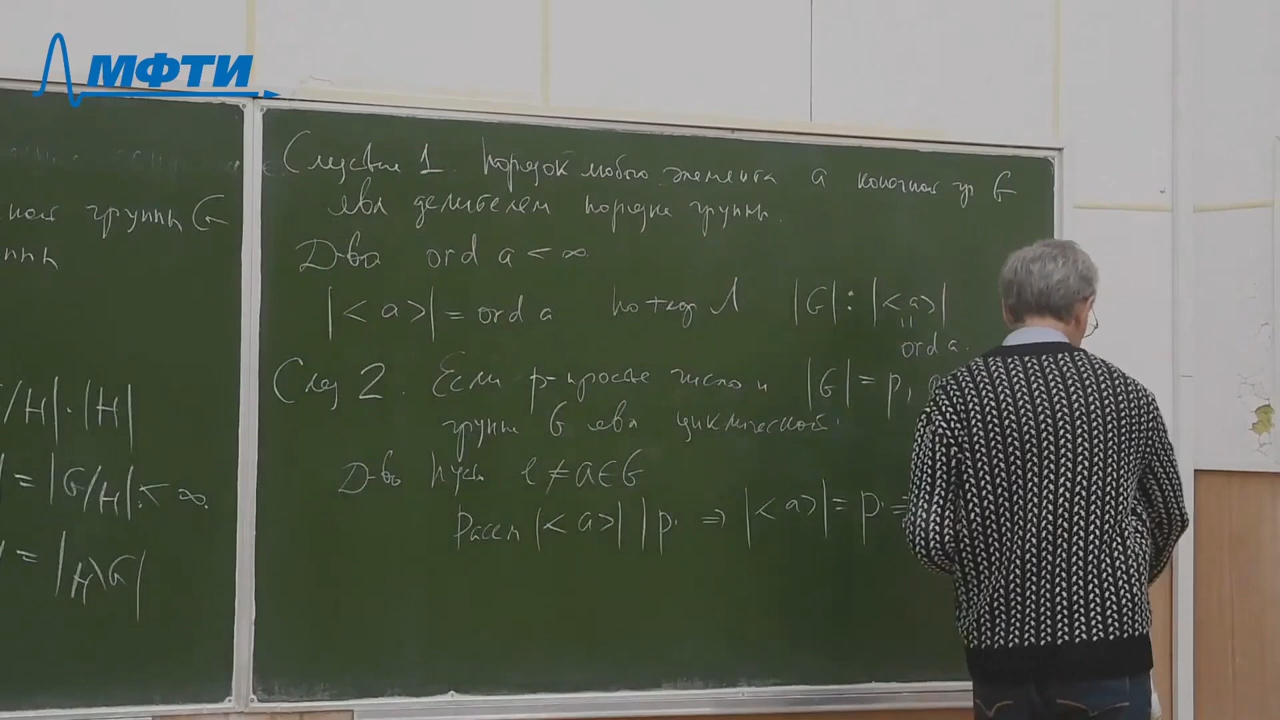 МФТИ
группы G
/H|·|H|
|=|G/H|<∞.
=|H\G|
Следствие 1. Порядок любого элемента a конечной гр G
явл делителем порядка группы.
Д-во ord a < ∞
|<a>| = ord a по теор Л |G| ⋮ |<a>|
ord a.
След 2. Если p-простое число и |G| = p,
группа G явл циклической.
Д-во Пусть e ≠ a ∈ G
Рассм |<a>| | p. ⇒ |<a>| = p. ⇒